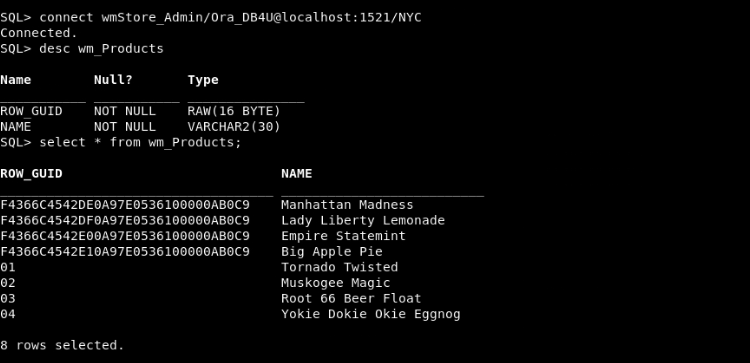 SQL> connect wmStore_Admin/Ora_DB4U@localhost:1521/NYC
Connected.
SQL> desc wm_Products
Name Null? Type
ROW_GUID NOT NULL RAW(16 BYTE)
NAME NOT NULL VARCHAR2(30)
SQL> select * from wm_Products;
ROW_GUID NAME
F4366C4542DE0A97E0536100000AB0C9 Manhattan Madness
F4366C4542DF0A97E0536100000AB0C9 Lady Liberty Lemonade
F4366C4542E00A97E0536100000AB0C9 Empire Statemint
F4366C4542E10A97E0536100000AB0C9 Big Apple Pie
01 Tornado Twisted
02 Muskogee Magic
03 Root 66 Beer Float
04 Yokie Dokie Okie Eggnog
8 rows selected.